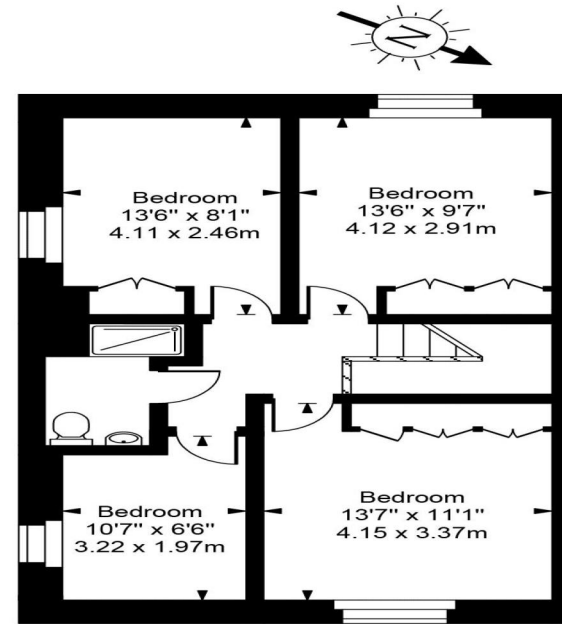 N
Bedroom
13'6" x 8'1"
4.11 x 2.46m
Bedroom
13'6" x 9'7"
4.12 x 2.91m
Bedroom
10'7" x 6'6"
3.22 x 1.97m
Bedroom
13'7" x 11'1"
4.15 x 3.37m